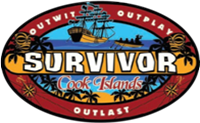 OUTWIT OUTPLAY
SURVIVOR
Cook Islands
OUTLAST